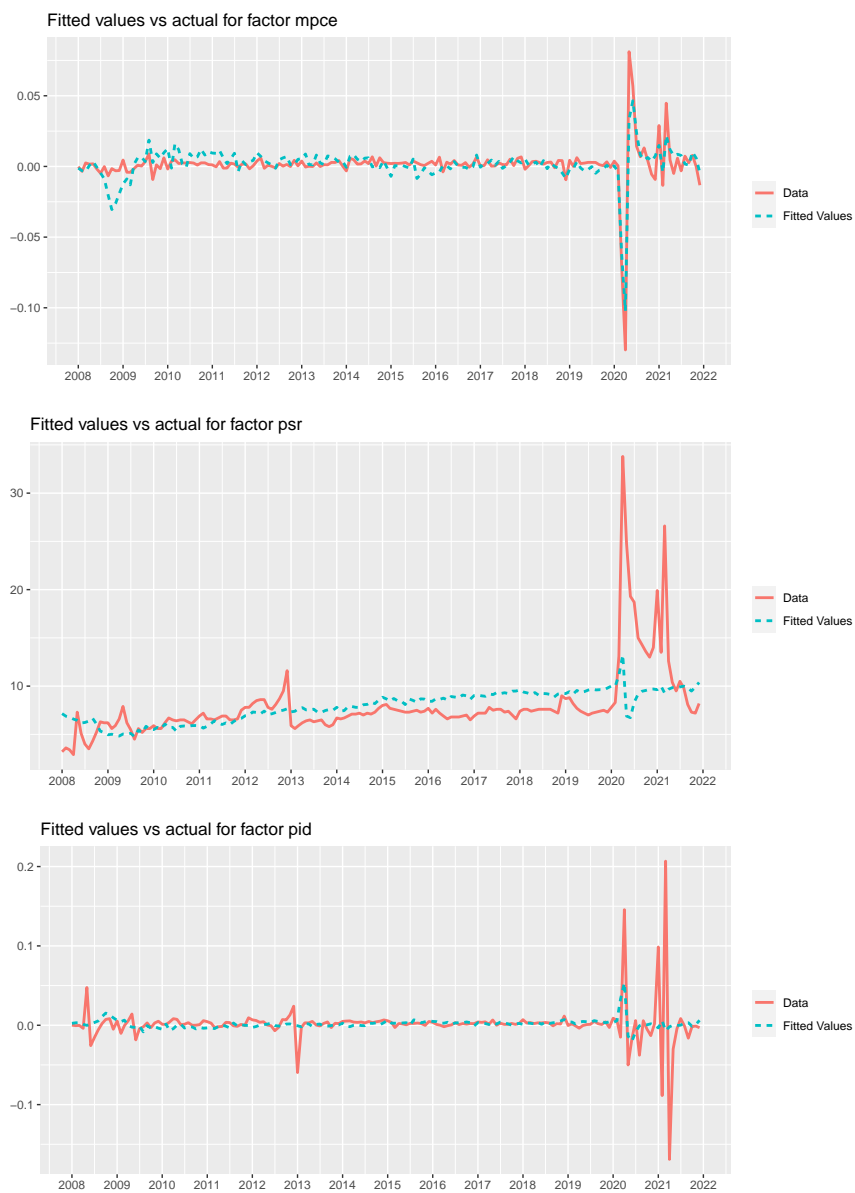 Fitted values vs actual for factor mpce
0.05
0.00
−0.05
−0.10
2008 2009 2010 2011 2012 2013 2014 2015 2016 2017 2018 2019 2020 2021 2022
Data
Fitted Values
Fitted values vs actual for factor psr
30
20
10
2008 2009 2010 2011 2012 2013 2014 2015 2016 2017 2018 2019 2020 2021 2022
Data
Fitted Values
Fitted values vs actual for factor pid
0.2
0.1
0.0
−0.1
2008 2009 2010 2011 2012 2013 2014 2015 2016 2017 2018 2019 2020 2021 2022
Data
Fitted Values